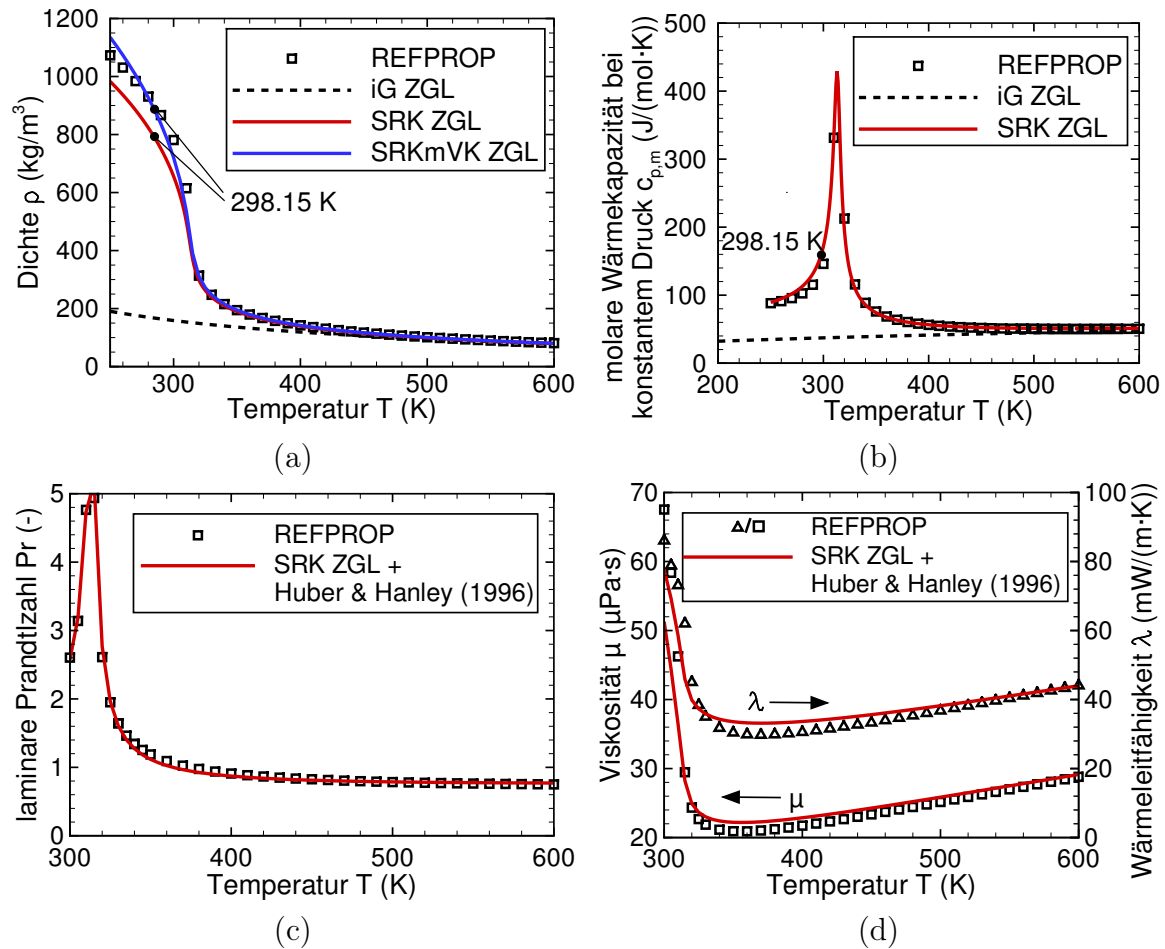 1200
1000
800
600
400
200
0
300
400
500
600
Dichte ρ (kg/m³)
Temperatur T (K)
REFPROP
iG ZGL
SRK ZGL
SRKmVK ZGL
298.15 K
(a)
500
400
300
200
100
0
200
300
400
500
600
molare Wärmekapazität bei
konstantem Druck c_{p,m} (J/(mol·K)
Temperatur T (K)
REFPROP
iG ZGL
SRK ZGL
298.15 K
(b)
5
4
3
2
1
0
300
400
500
600
laminare Prandtlzahl Pr (-)
Temperatur T (K)
REFPROP
SRK ZGL +
Huber & Hanley (1996)
(c)
70
60
50
40
30
20
300
400
500
600
100
80
60
40
20
0
Viskosität μ (μPa·s)
Wärmeleitfähigkeit λ (mW/(m·K))
Temperatur T (K)
/
REFPROP
SRK ZGL +
Huber & Hanley (1996)
λ
μ
(d)